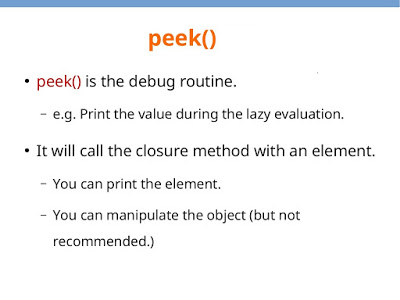 peek()
• peek() is the debug routine.
– e.g. Print the value during the lazy evaluation.
• It will call the closure method with an element.
– You can print the element.
– You can manipulate the object (but not
recommended.)